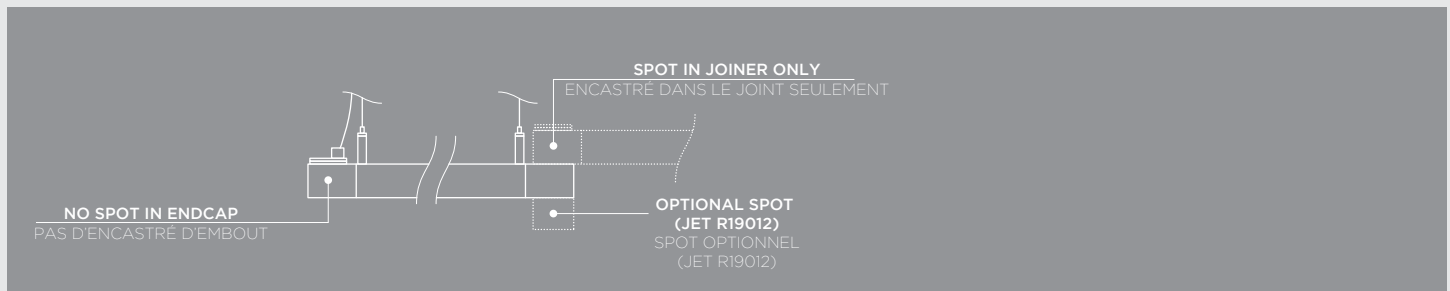 SPOT IN JOINER ONLY
ENCASTRÉ DANS LE JOINT SEULEMENT
NO SPOT IN ENDCAP
PAS D'ENCASTRÉ D'EMBOUT
OPTIONAL SPOT
(JET R19012)
SPOT OPTIONNEL
(JET R19012)